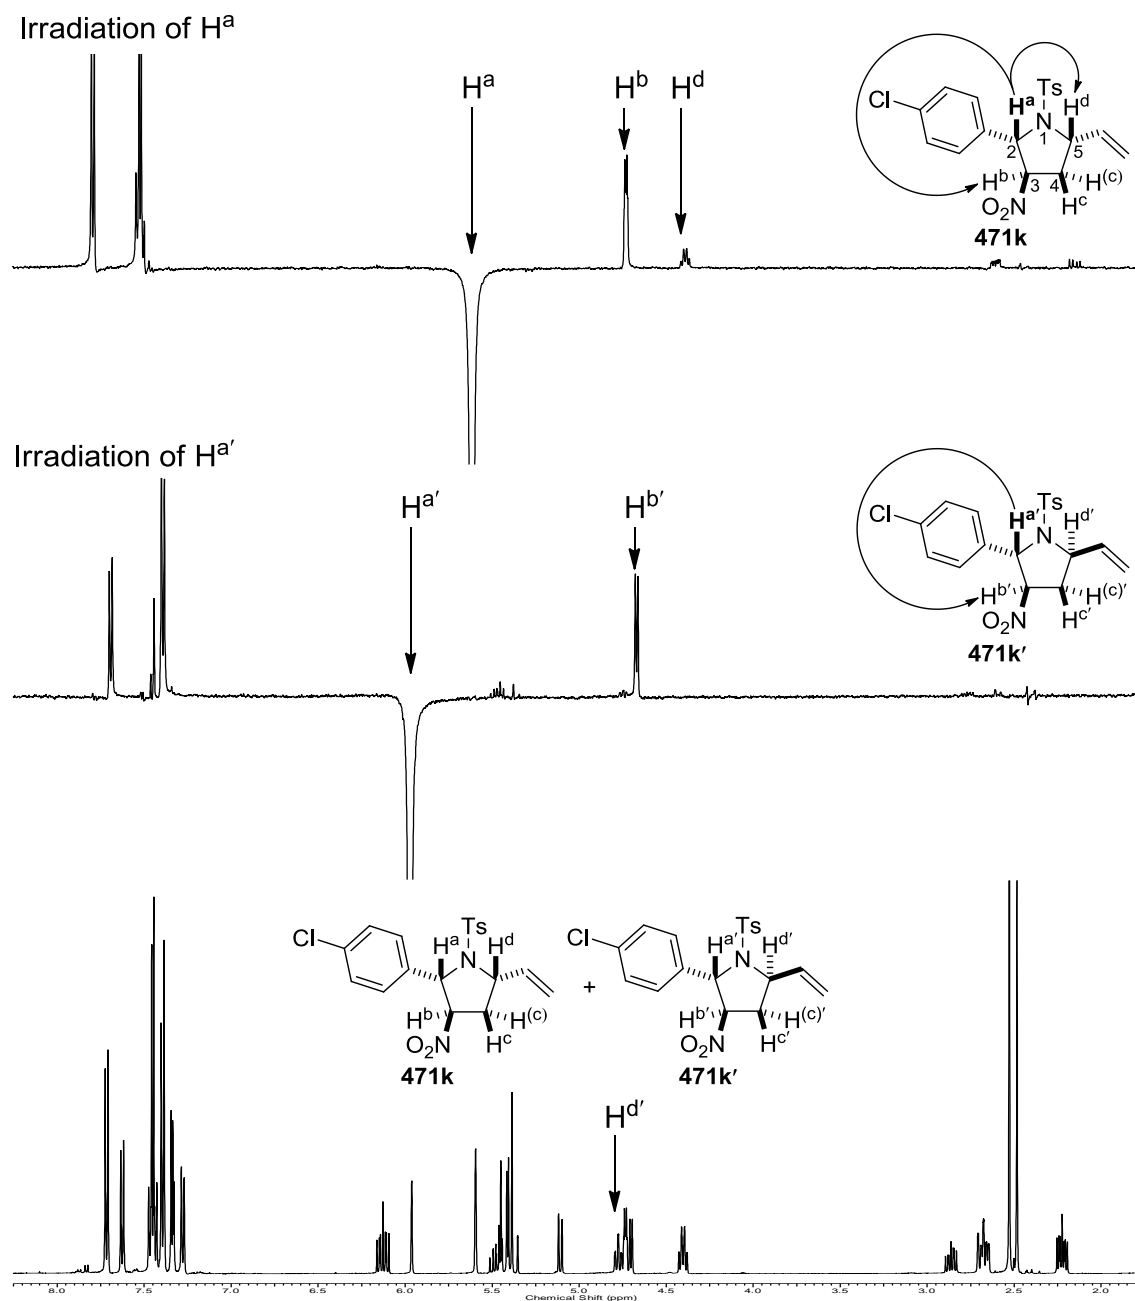 Irradiation of Hᵃ
Hᵃ
Hᵇ
Hᵈ
Ts
Cl
Hᵃ
N
Hᵈ
1
2
5
Hᵇ
3
4
H⁽ᶜ⁾
O₂N
Hᶜ
471k
Irradiation of Hᵃ′
Hᵃ′
Hᵇ′
Ts
Cl
Hᵃ′
N
Hᵈ′
Hᵇ′
H⁽ᶜ⁾′
O₂N
Hᶜ′
471k′
Ts
Cl
Hᵃ
N
Hᵈ
Hᵇ
H⁽ᶜ⁾
O₂N
Hᶜ
471k
+
Ts
Cl
Hᵃ′
N
Hᵈ′
Hᵇ′
H⁽ᶜ⁾′
O₂N
Hᶜ′
471k′
Hᵈ′
8.0 7.5 7.0 6.5 6.0 5.5 5.0 4.5 4.0 3.5 3.0 2.5 2.0
Chemical Shift (ppm)